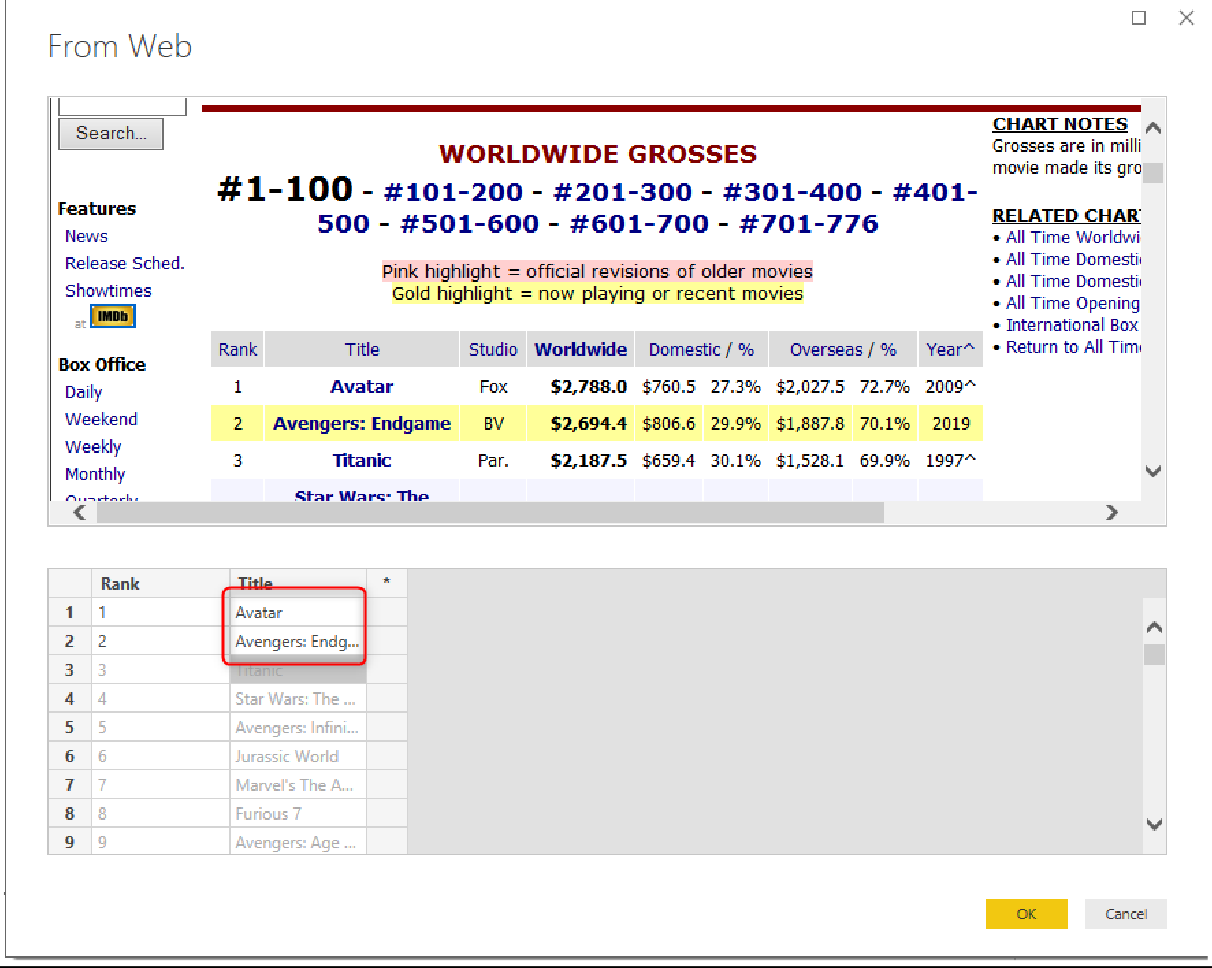 From Web
Search...
Features
News
Release Sched.
Showtimes
at IMDb
Box Office
Daily
Weekend
Weekly
Monthly
Quarterly
WORLDWIDE GROSSES
#1-100 - #101-200 - #201-300 - #301-400 - #401-
500 - #501-600 - #601-700 - #701-776
Pink highlight = official revisions of older movies
Gold highlight = now playing or recent movies
Rank Title Studio Worldwide Domestic / % Overseas / % Year^
1 Avatar Fox $2,788.0 $760.5 27.3% $2,027.5 72.7% 2009^
2 Avengers: Endgame BV $2,694.4 $806.6 29.9% $1,887.8 70.1% 2019
3 Titanic Par. $2,187.5 $659.4 30.1% $1,528.1 69.9% 1997^
Star Wars: The
CHART NOTES
Grosses are in milli
movie made its gro
RELATED CHAR
• All Time Worldwi
• All Time Domesti
• All Time Domesti
• All Time Opening
• International Box
• Return to All Time
Rank Title *
1 1 Avatar
2 2 Avengers: Endg...
3 3 Titanic
4 4 Star Wars: The ...
5 5 Avengers: Infini...
6 6 Jurassic World
7 7 Marvel's The A...
8 8 Furious 7
9 9 Avengers: Age ...
OK Cancel